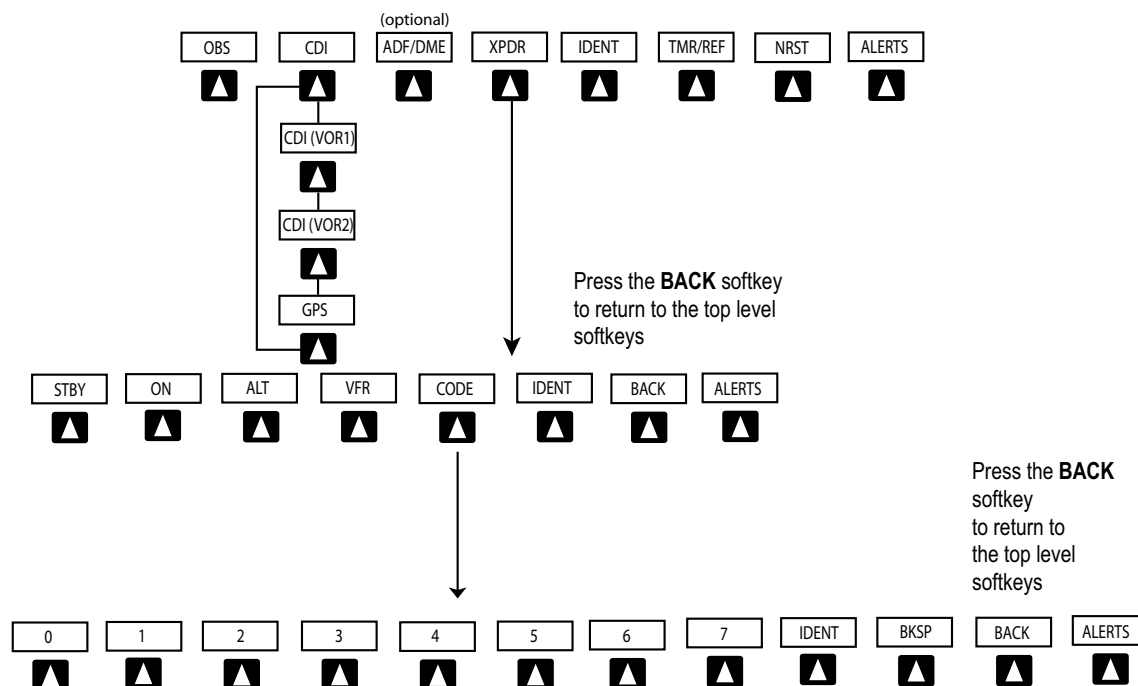 (optional)
OBS CDI ADF/DME XPDR IDENT TMR/REF NRST ALERTS
CDI (VOR1)
CDI (VOR2)
GPS
Press the BACK softkey
to return to the top level
softkeys
STBY ON ALT VFR CODE IDENT BACK ALERTS
Press the BACK
softkey
to return to
the top level
softkeys
0 1 2 3 4 5 6 7 IDENT BKSP BACK ALERTS